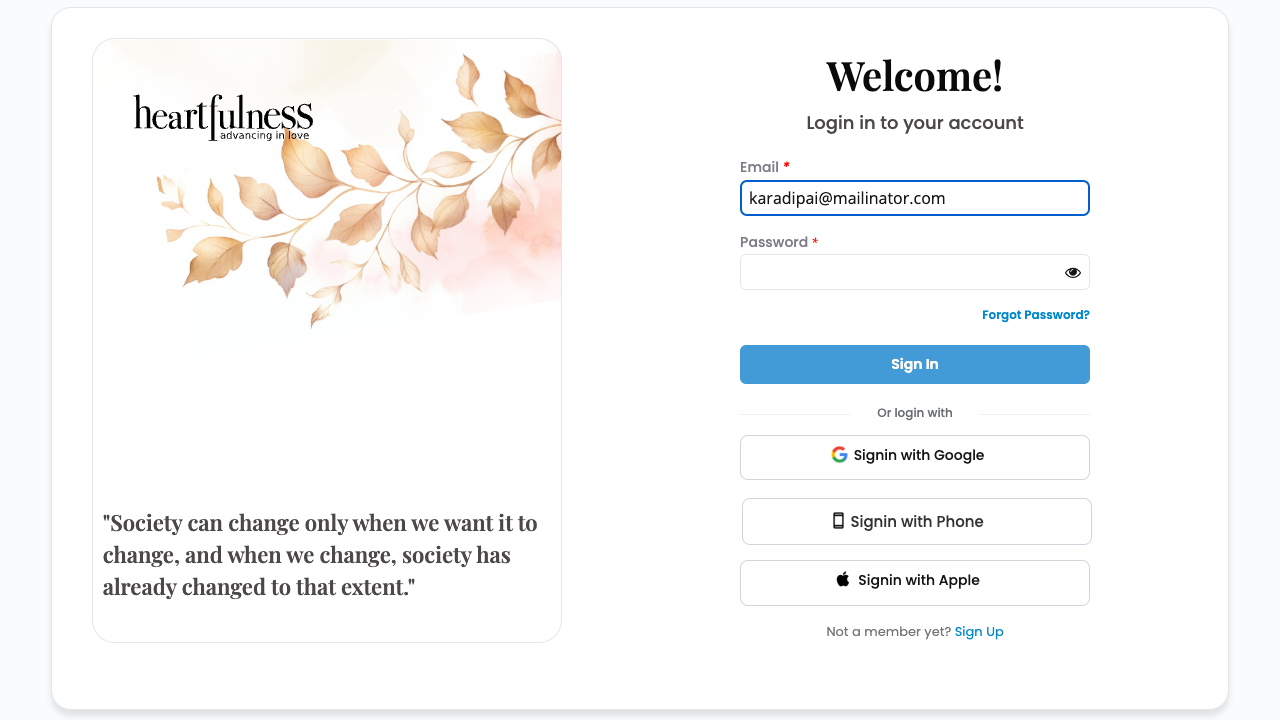 heartfulness
advancing in love
"Society can change only when we want it to
change, and when we change, society has
already changed to that extent."
Welcome!
Login in to your account
Email *
karadipai@mailinator.com
Password *
Forgot Password?
Sign In
Or login with
Signin with Google
Signin with Phone
Signin with Apple
Not a member yet? Sign Up